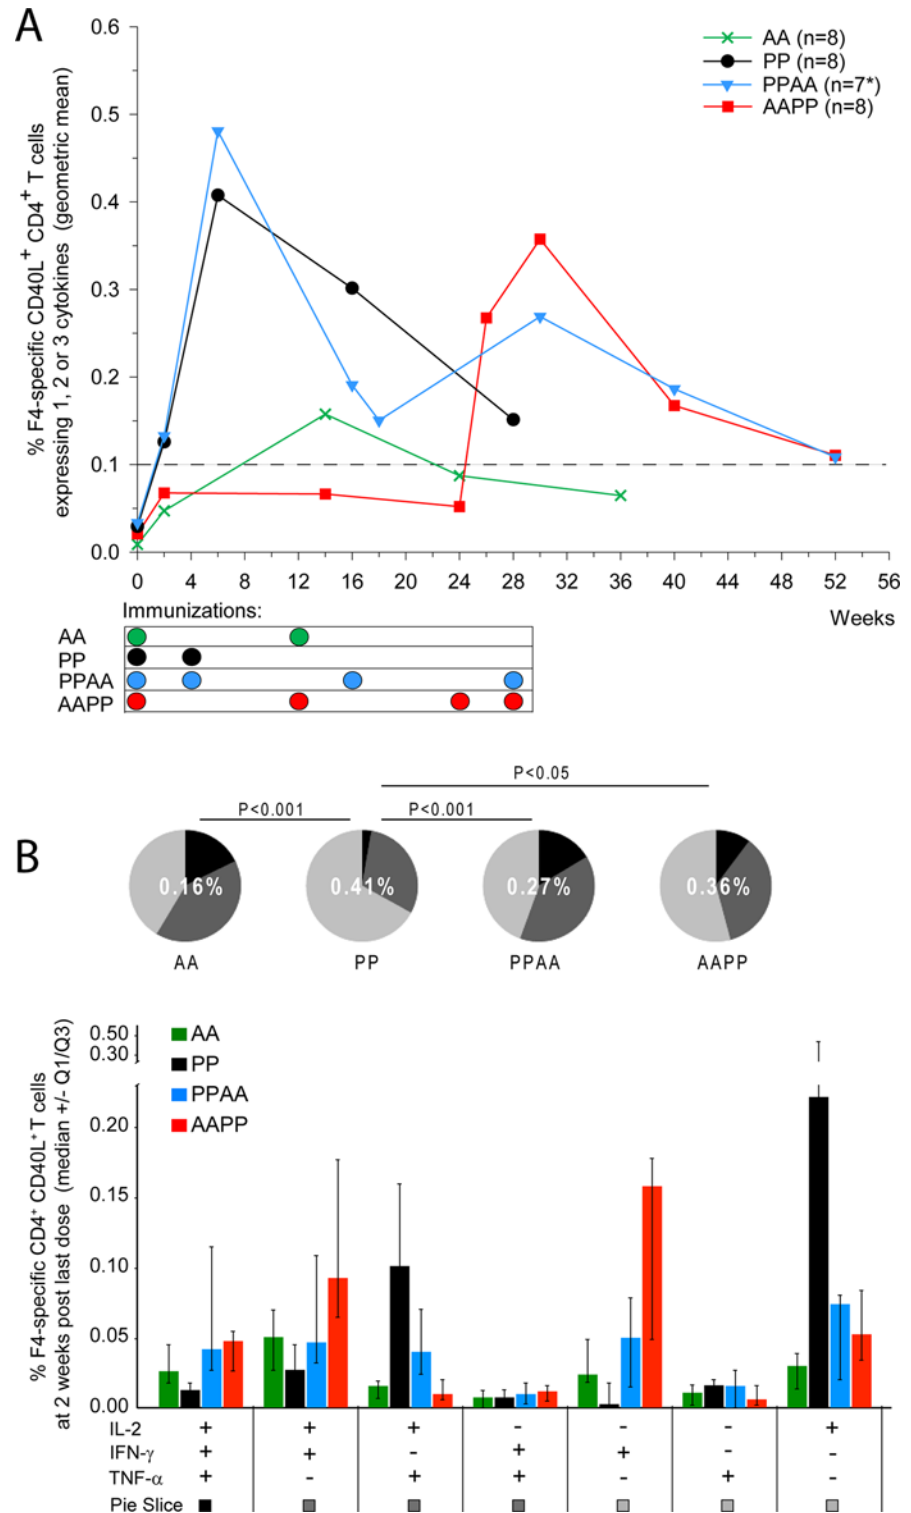 A
% F4-specific CD40L+ CD4+ T cells
expressing 1, 2 or 3 cytokines (geometric mean)
0.6
0.5
0.4
0.3
0.2
0.1
0.0
AA (n=8)
PP (n=8)
PPAA (n=7*)
AAPP (n=8)
0 4 8 12 16 20 24 28 32 36 40 44 48 52 56
Weeks
Immunizations:
AA
PP
PPAA
AAPP
B
P<0.05
P<0.001 P<0.001
0.16% 0.41% 0.27% 0.36%
AA PP PPAA AAPP
% F4-specific CD4+ CD40L+ T cells
at 2 weeks post last dose (median +/- Q1/Q3)
0.50
0.30
0.20
0.15
0.10
0.05
0.00
AA
PP
PPAA
AAPP
IL-2 + + + - - - +
IFN-γ + + - + + - -
TNF-α + - + + - + -
Pie Slice